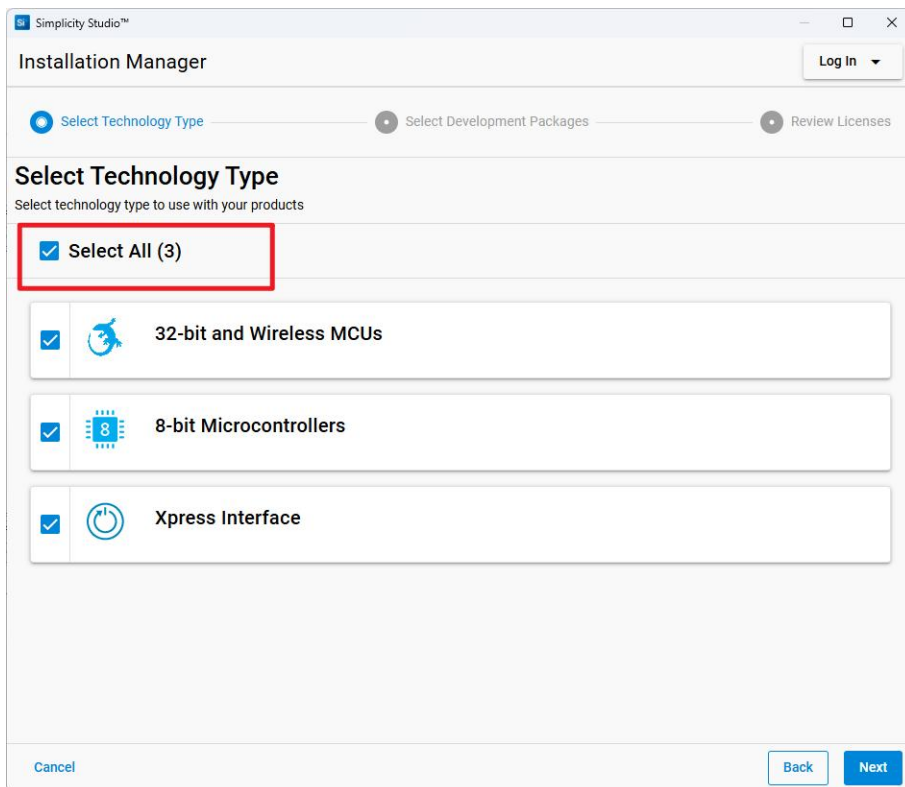 Si Simplicity Studio™
Installation Manager
Log In
Select Technology Type
Select Development Packages
Review Licenses
Select Technology Type
Select technology type to use with your products
Select All (3)
32-bit and Wireless MCUs
8
8-bit Microcontrollers
Xpress Interface
Cancel
Back
Next